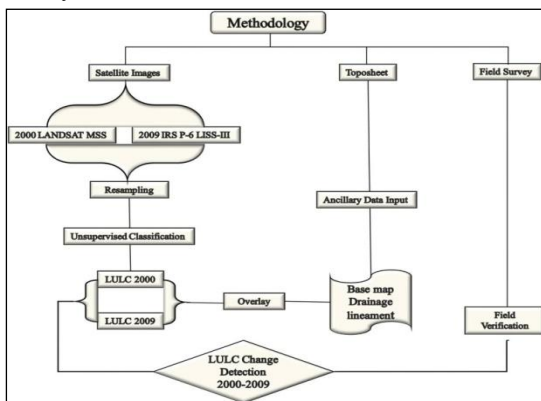 Methodology
Satellite Images
Toposheet
Field Survey
2000 LANDSAT MSS
2009 IRS P-6 LISS-III
Resampling
Ancillary Data Input
Unsupervised Classification
LULC 2000
Overlay
Base map
Drainage
lineament
LULC 2009
Field
Verification
LULC Change
Detection
2000-2009